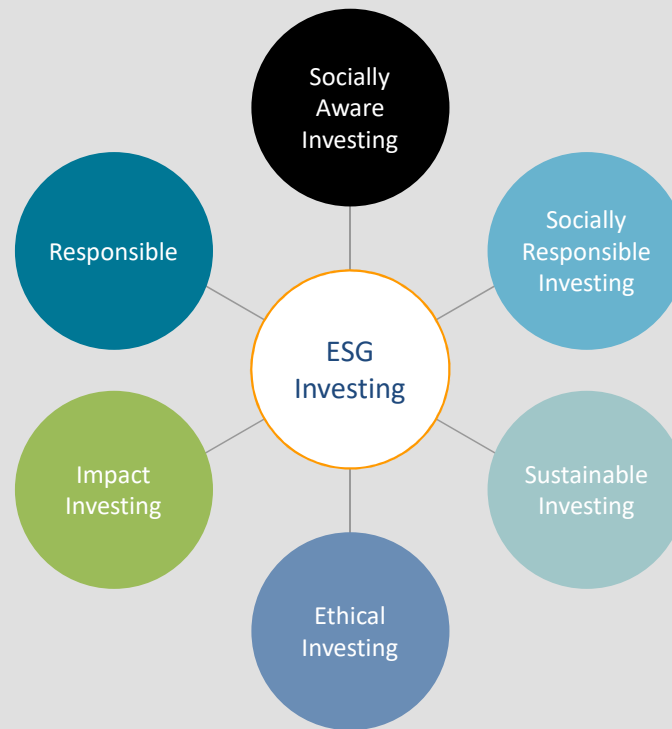 Socially
Aware
Investing
Responsible
Socially
Responsible
Investing
ESG
Investing
Impact
Investing
Sustainable
Investing
Ethical
Investing